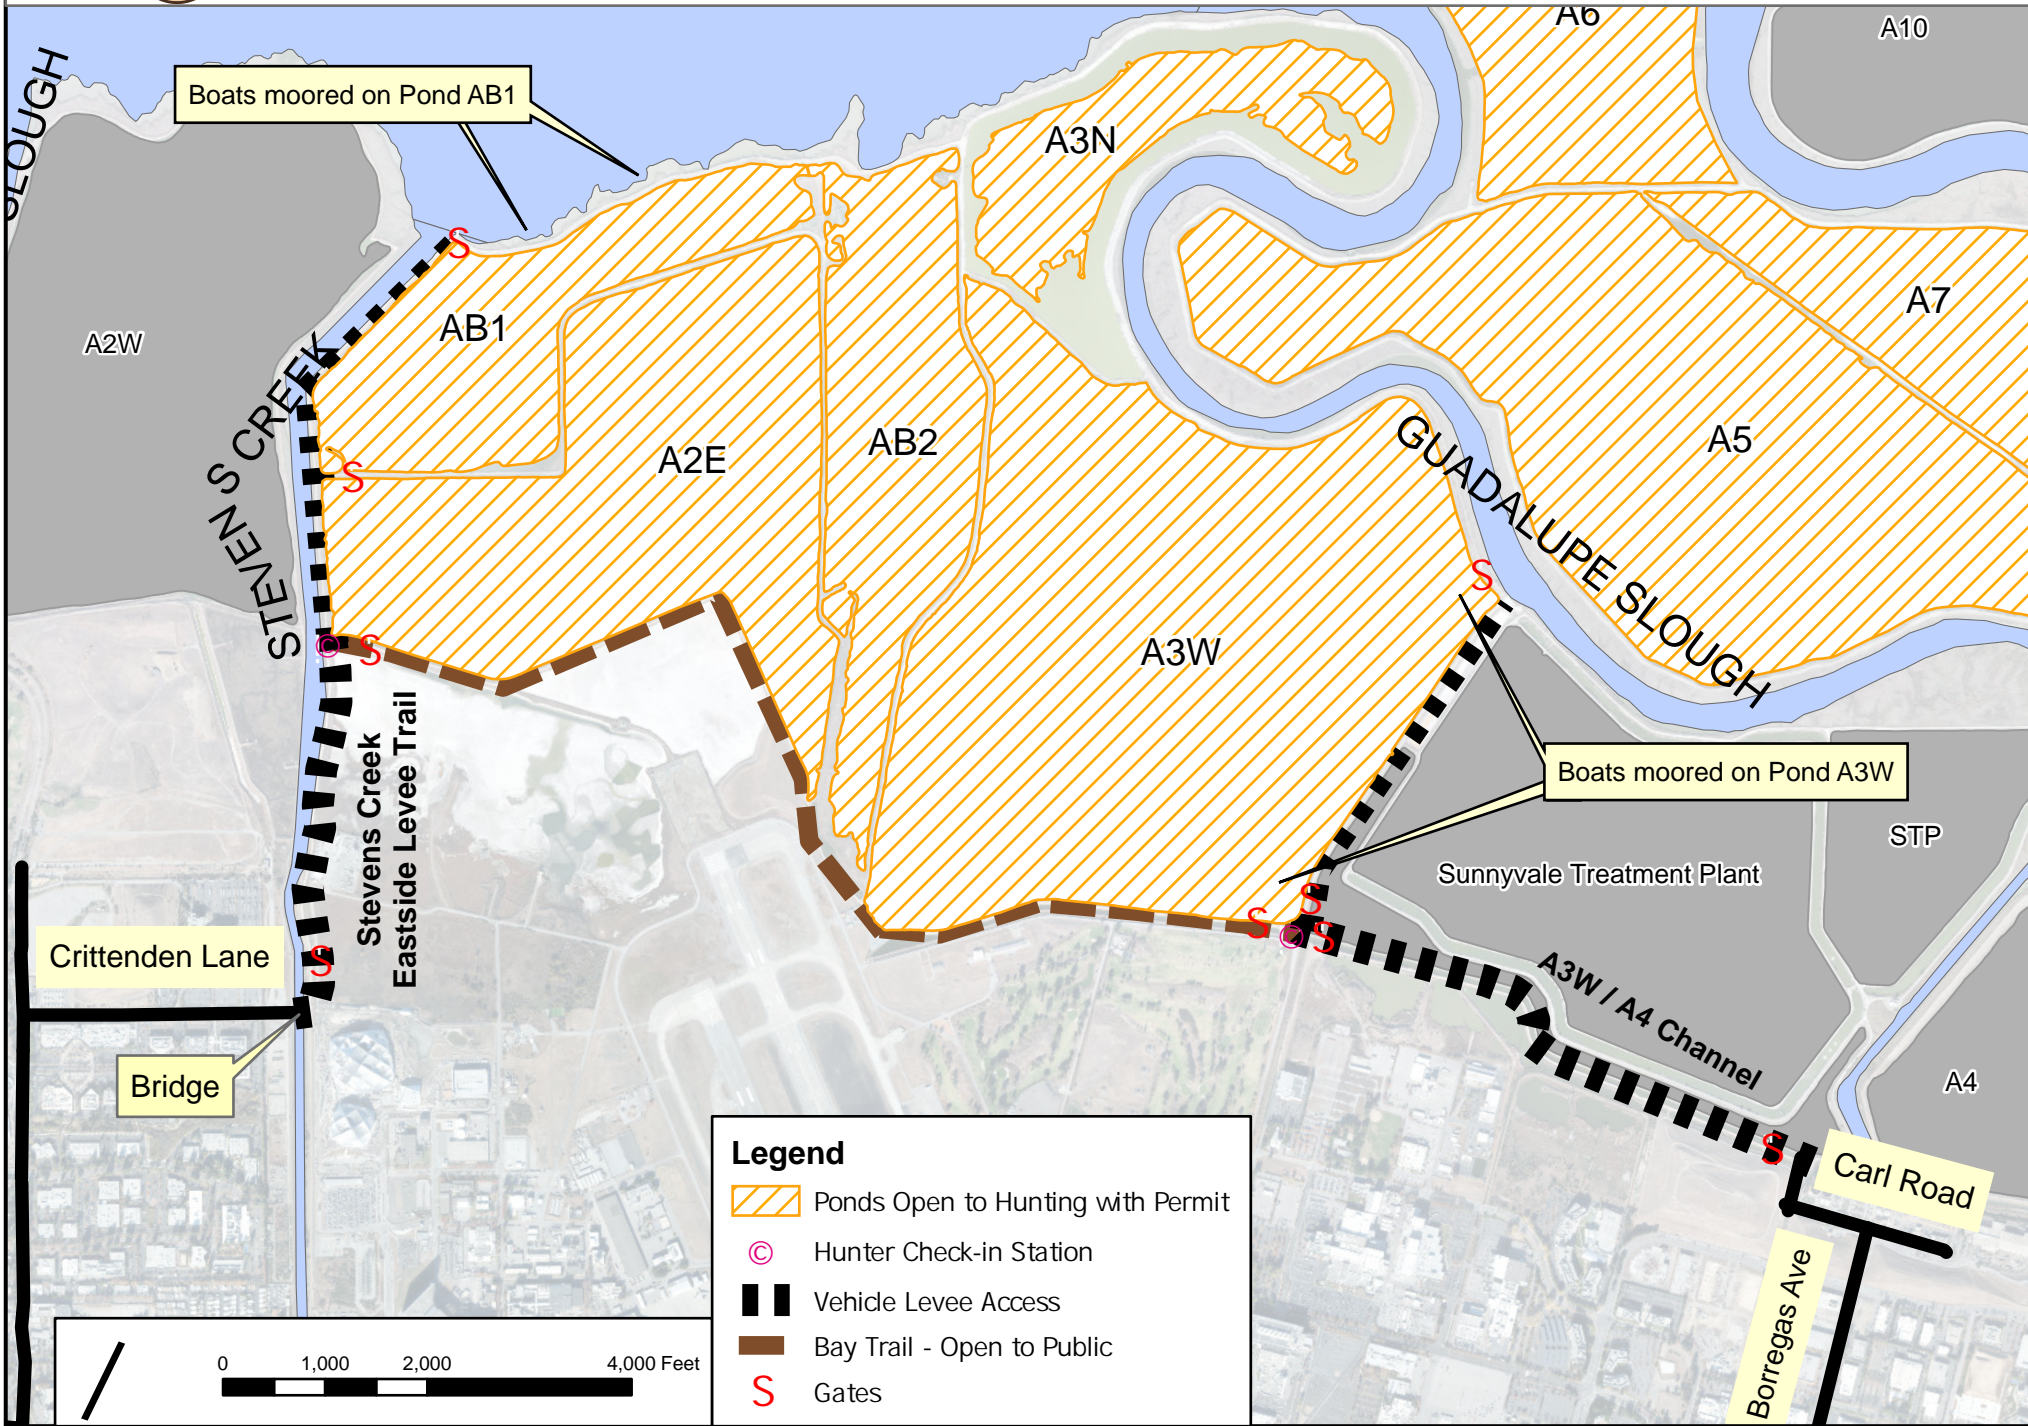 A6
A10
SLOUGH
Boats moored on Pond AB1
A3N
S
A7
AB1
A2W
STEVEN S CREEK
A5
AB2
A2E
S
GUADALUPE SLOUGH
S
A3W
©
S
Stevens Creek
Eastside Levee Trail
Boats moored on Pond A3W
STP
Sunnyvale Treatment Plant
S
S
S
©
Crittenden Lane
S
A3W / A4 Channel
Bridge
A4
S
Carl Road
Borregas Ave
Legend
Ponds Open to Hunting with Permit
© Hunter Check-in Station
Vehicle Levee Access
Bay Trail - Open to Public
S Gates
0 1,000 2,000 4,000 Feet